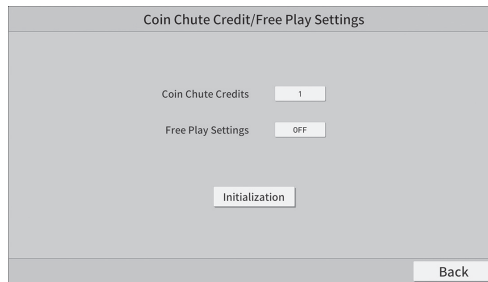 Coin Chute Credit/Free Play Settings
Coin Chute Credits 1
Free Play Settings OFF
Initialization
Back